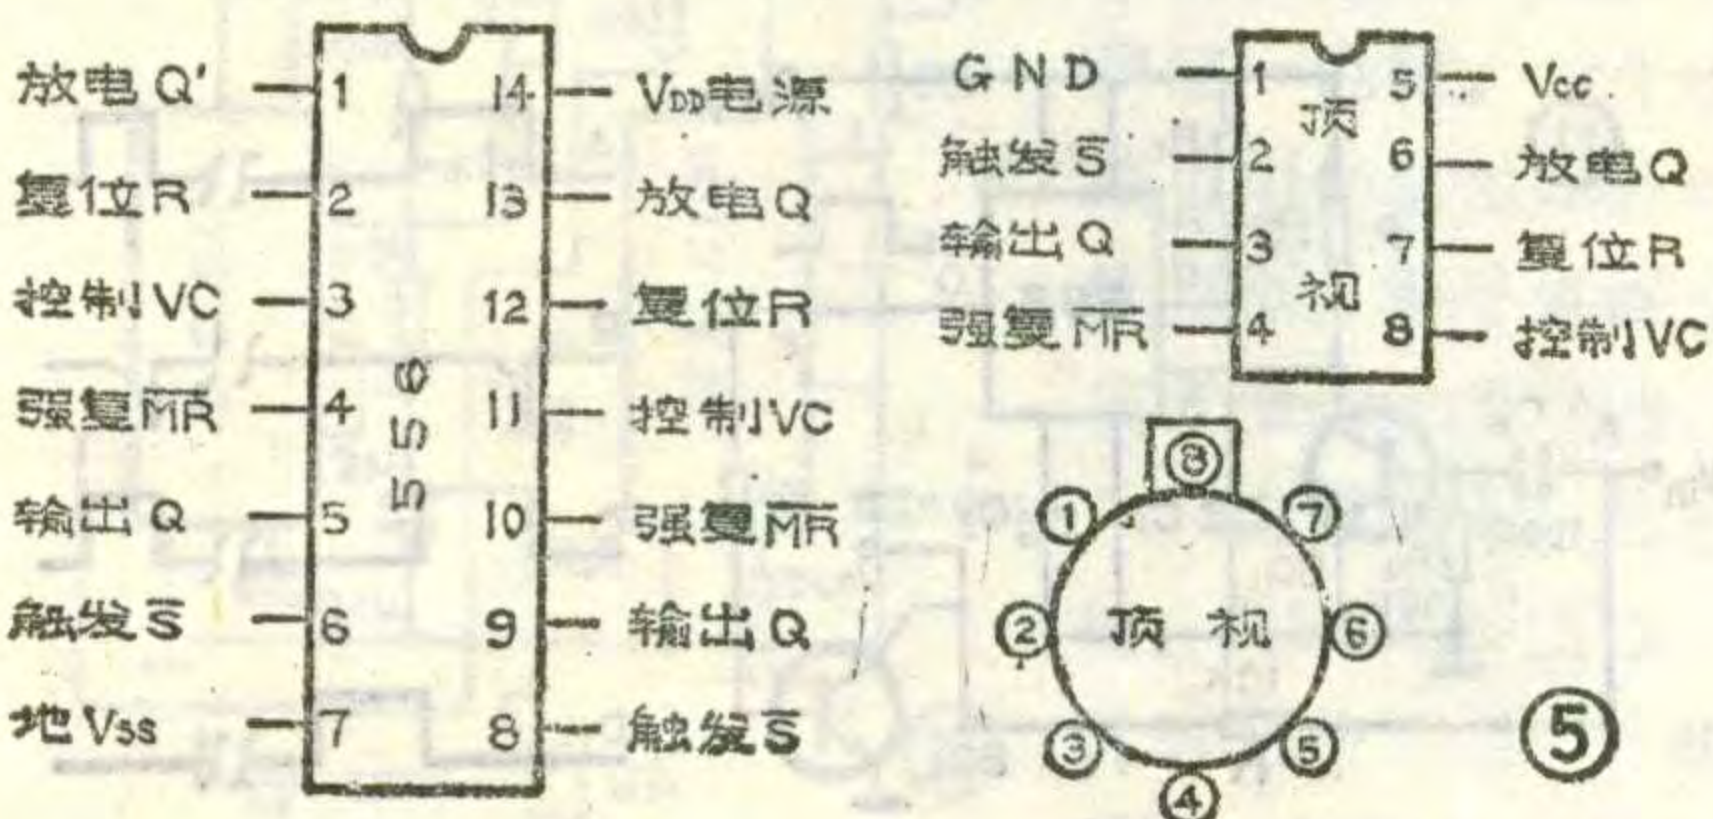 放电 Q' 1 14 VDD电源
复位 R 2 13 放电 Q
控制 VC 3 12 复位 R
强复 M̅R̅ 4 11 控制 VC
输出 Q 5 10 强复 M̅R̅
触发 S̅ 6 9 输出 Q
地 Vss 7 8 触发 S̅
556
GND 1 5 Vcc
触发 S̅ 2 6 放电 Q
输出 Q 3 7 复位 R
强复 M̅R̅ 4 8 控制 VC
顶视
⑧
① ⑦
② 顶视 ⑥
③ ⑤
④
⑤